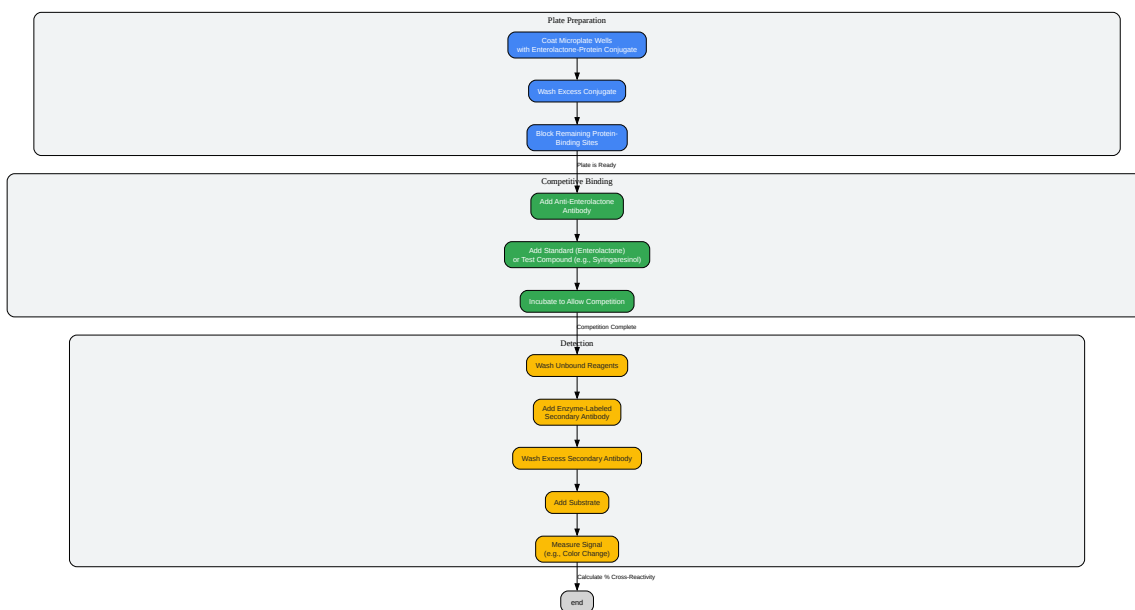 Plate Preparation
Coat Microplate Wells
with Enterolactone-Protein Conjugate
Wash Excess Conjugate
Block Remaining Protein-
Binding Sites
Plate is Ready
Competitive Binding
Add Anti-Enterolactone
Antibody
Add Standard (Enterolactone)
or Test Compound (e.g., Syringaresinol)
Incubate to Allow Competition
Competition Complete
Detection
Wash Unbound Reagents
Add Enzyme-Labeled
Secondary Antibody
Wash Excess Secondary Antibody
Add Substrate
Measure Signal
(e.g., Color Change)
Calculate % Cross-Reactivity
end